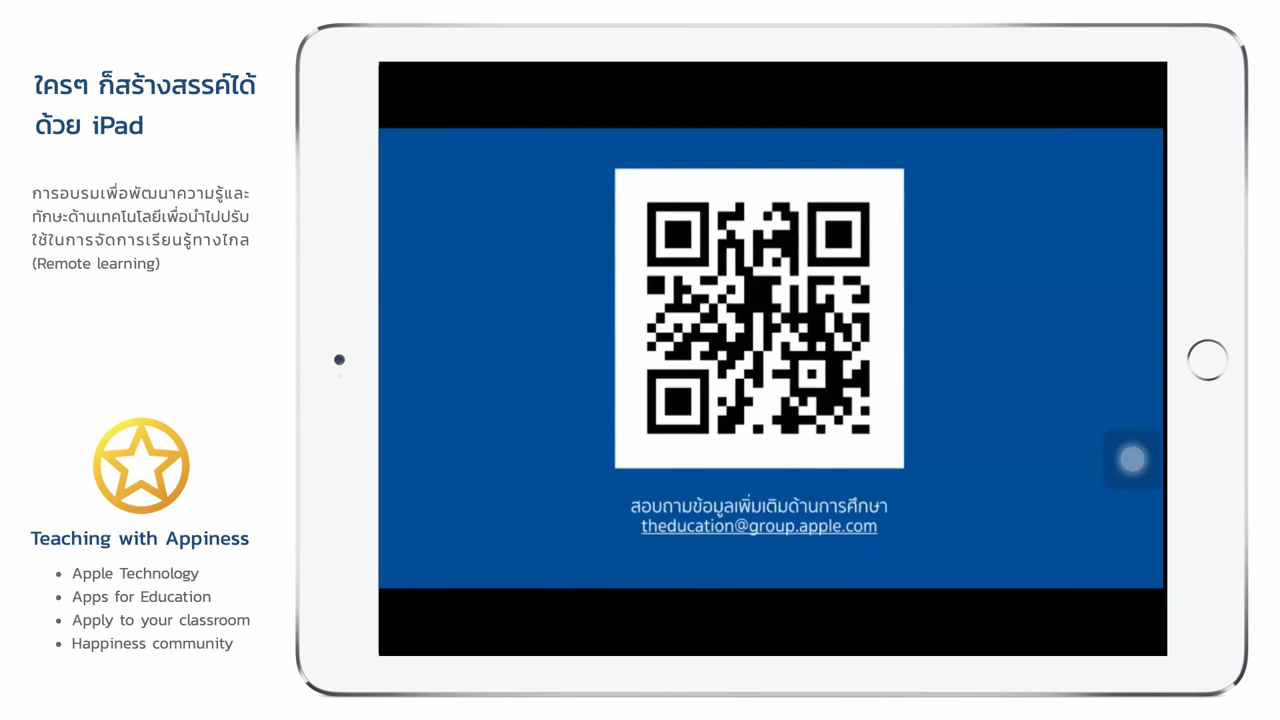 ใครๆ ก็สร้างสรรค์ได้
ด้วย iPad
การอบรมเพื่อพัฒนาความรู้และ
ทักษะด้านเทคโนโลยีเพื่อนำไปปรับ
ใช้ในการจัดการเรียนรู้ทางไกล
(Remote learning)
Teaching with Appiness
• Apple Technology
• Apps for Education
• Apply to your classroom
• Happiness community
สอบถามข้อมูลเพิ่มเติมด้านการศึกษา
theducation@group.apple.com